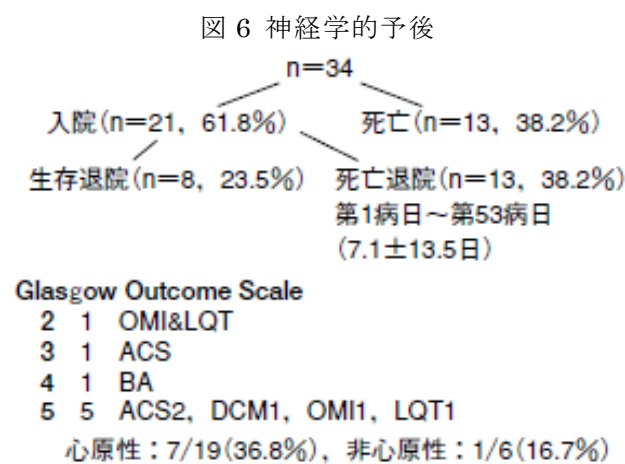 図 6 神経学的予後
n＝34
入院(n＝21，61.8％) 死亡(n＝13，38.2％)
生存退院(n＝8，23.5％) 死亡退院(n＝13，38.2％)
第1病日～第53病日
(7.1±13.5日)
Glasgow Outcome Scale
2 1 OMI&LQT
3 1 ACS
4 1 BA
5 5 ACS2，DCM1，OMI1，LQT1
心原性：7/19(36.8％)，非心原性：1/6(16.7％)